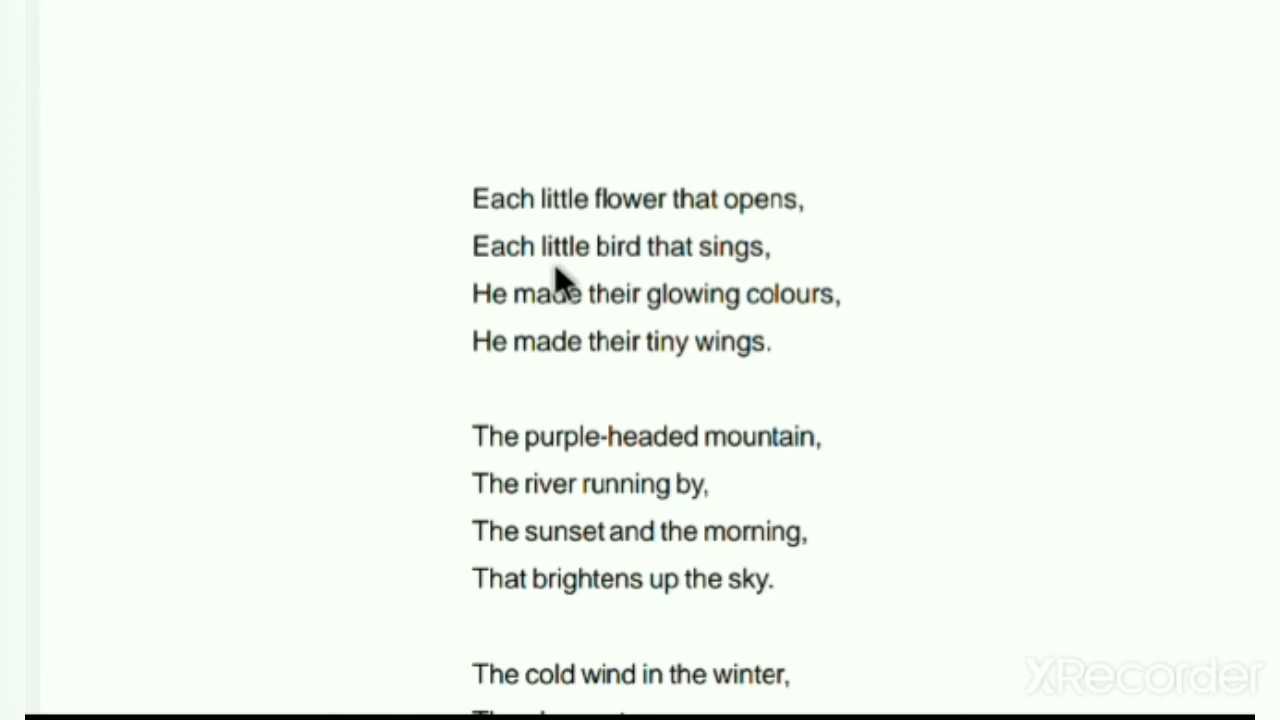 Each little flower that opens,
Each little bird that sings,
He made their glowing colours,
He made their tiny wings.
The purple-headed mountain,
The river running by,
The sunset and the morning,
That brightens up the sky.
The cold wind in the winter,
XRecorder